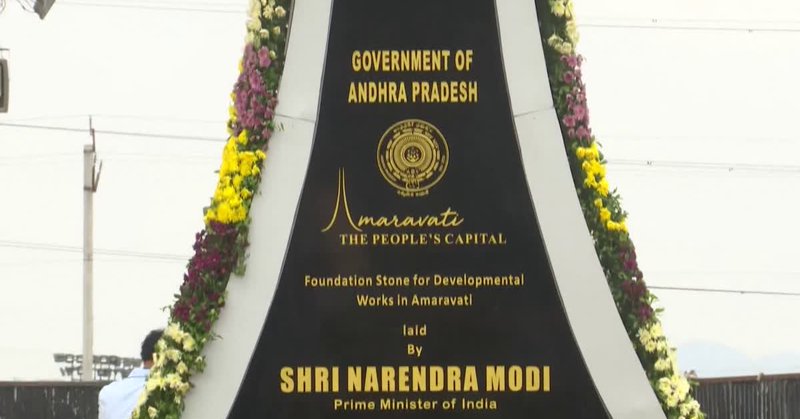 GOVERNMENT OF
ANDHRA PRADESH
Amaravati
THE PEOPLE'S CAPITAL
Foundation Stone for Developmental
Works in Amaravati
laid
By
SHRI NARENDRA MODI
Prime Minister of India